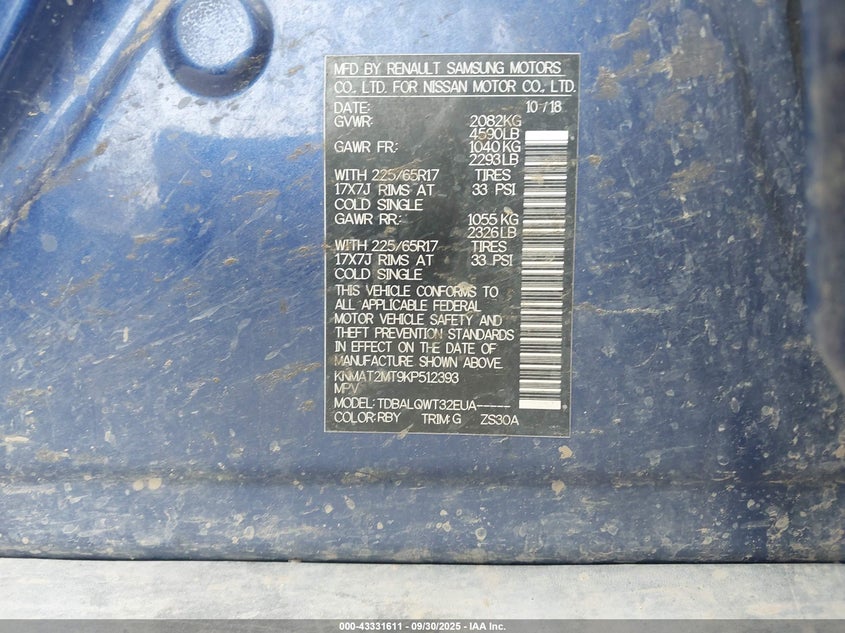 MFD BY RENAULT SAMSUNG MOTORS
CO., LTD. FOR NISSAN MOTOR CO., LTD.
DATE: 10/18
GVWR: 2082KG
4590LB
GAWR FR: 1040KG
2293LB
WITH 225/65R17 TIRES
17X7J RIMS AT 33 PSI
COLD SINGLE
GAWR RR: 1055KG
2326LB
WITH 225/65R17 TIRES
17X7J RIMS AT 33 PSI
COLD SINGLE
THIS VEHICLE CONFORMS TO
ALL APPLICABLE FEDERAL
MOTOR VEHICLE SAFETY AND
THEFT PREVENTION STANDARDS
IN EFFECT ON THE DATE OF
MANUFACTURE SHOWN ABOVE.
KNMAT2MT9KP512393
MPV
MODEL: TDBALQWT32EUA-----
COLOR: RBY TRIM: G ZS30A
000-43331611 - 09/30/2025 - IAA Inc.